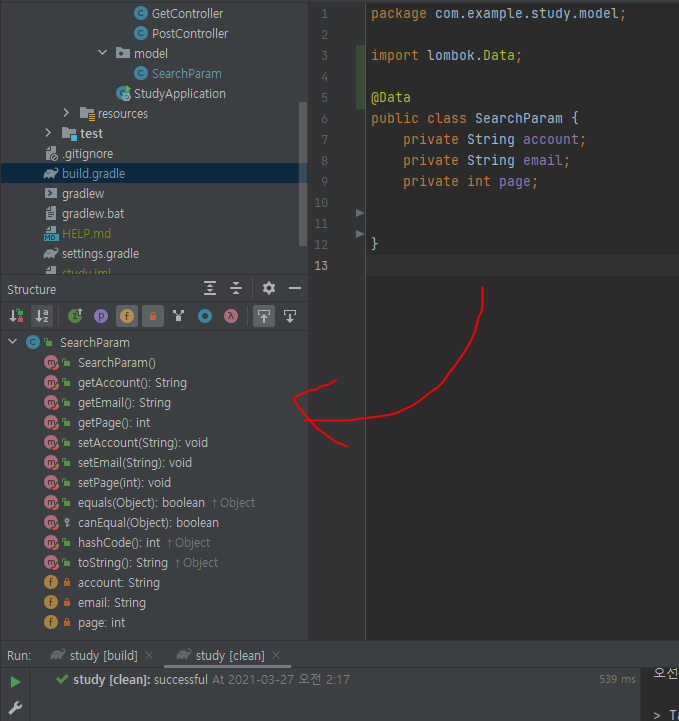 GetController
PostController
model
SearchParam
StudyApplication
resources
test
.gitignore
build.gradle
gradlew
gradlew.bat
HELP.md
settings.gradle
study.iml
1 package com.example.study.model;
2
3 import lombok.Data;
4
5 @Data
6 public class SearchParam {
7 private String account;
8 private String email;
9 private int page;
10
11
12 }
13
Structure
SearchParam
SearchParam()
getAccount(): String
getEmail(): String
getPage(): int
setAccount(String): void
setEmail(String): void
setPage(int): void
equals(Object): boolean ↑Object
canEqual(Object): boolean
hashCode(): int ↑Object
toString(): String ↑Object
account: String
email: String
page: int
Run: study [build] × study [clean] ×
study [clean]: successful At 2021-03-27 오전 2:17 539 ms
오전
> Ta